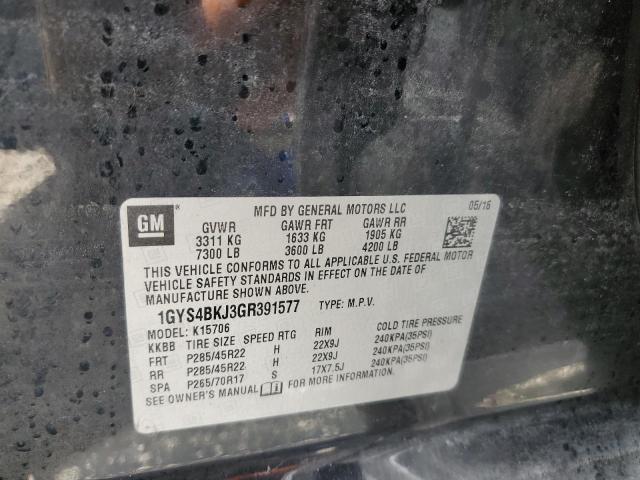 GM
MFD BY GENERAL MOTORS LLC 05/16
GVWR GAWR FRT GAWR RR
3311 KG 1633 KG 1905 KG
7300 LB 3600 LB 4200 LB
THIS VEHICLE CONFORMS TO ALL APPLICABLE U.S. FEDERAL MOTOR
VEHICLE SAFETY STANDARDS IN EFFECT ON THE DATE OF
MANUFACTURE SHOWN ABOVE.
1GYS4BKJ3GR391577 TYPE: M.P.V.
MODEL: K15706
KKBB TIRE SIZE SPEED RTG RIM COLD TIRE PRESSURE
FRT P285/45R22 H 22X9J 240KPA(35PSI)
RR P285/45R22 H 22X9J 240KPA(35PSI)
SPA P265/70R17 S 17X7.5J 240KPA(35PSI)
SEE OWNER'S MANUAL FOR MORE INFORMATION.